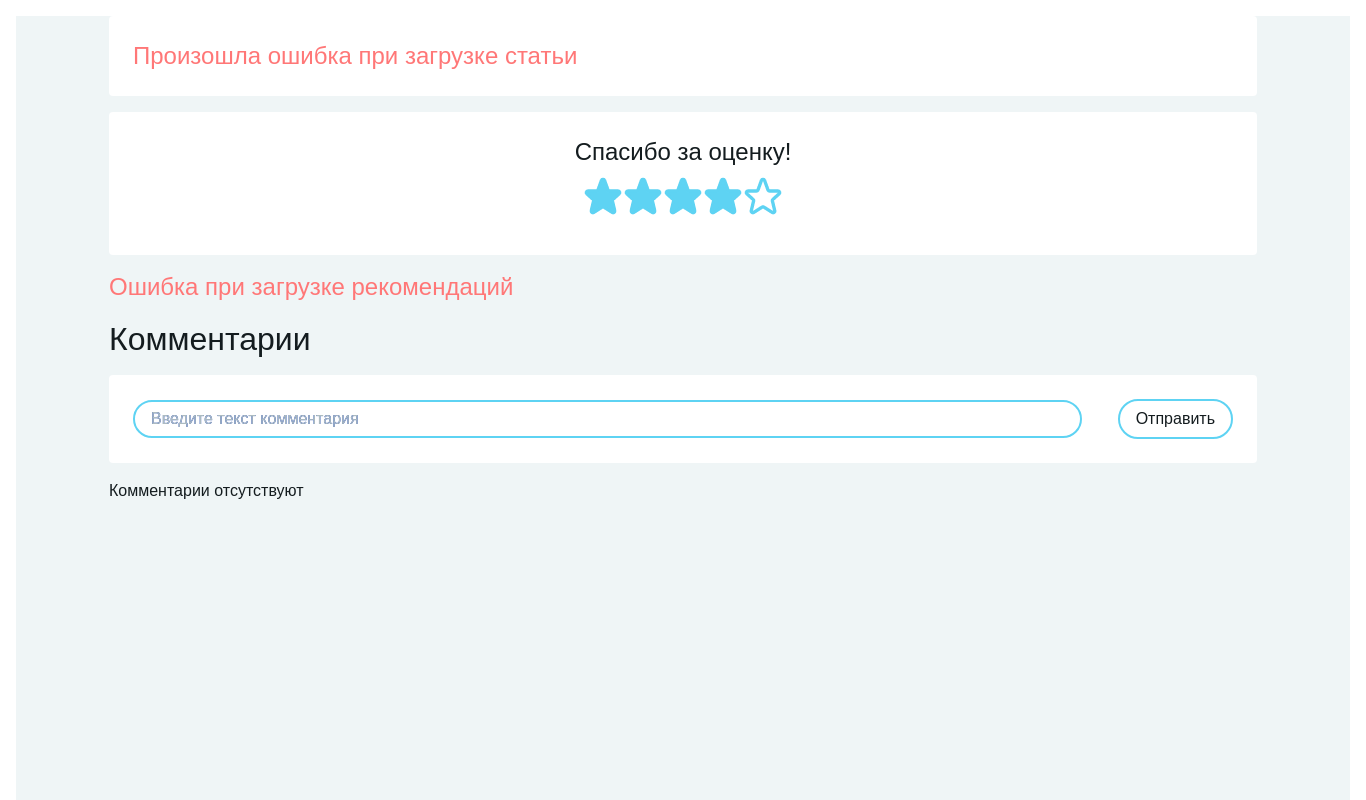 Произошла ошибка при загрузке статьи
Спасибо за оценку!
Ошибка при загрузке рекомендаций
Комментарии
Введите текст комментария
Отправить
Комментарии отсутствуют